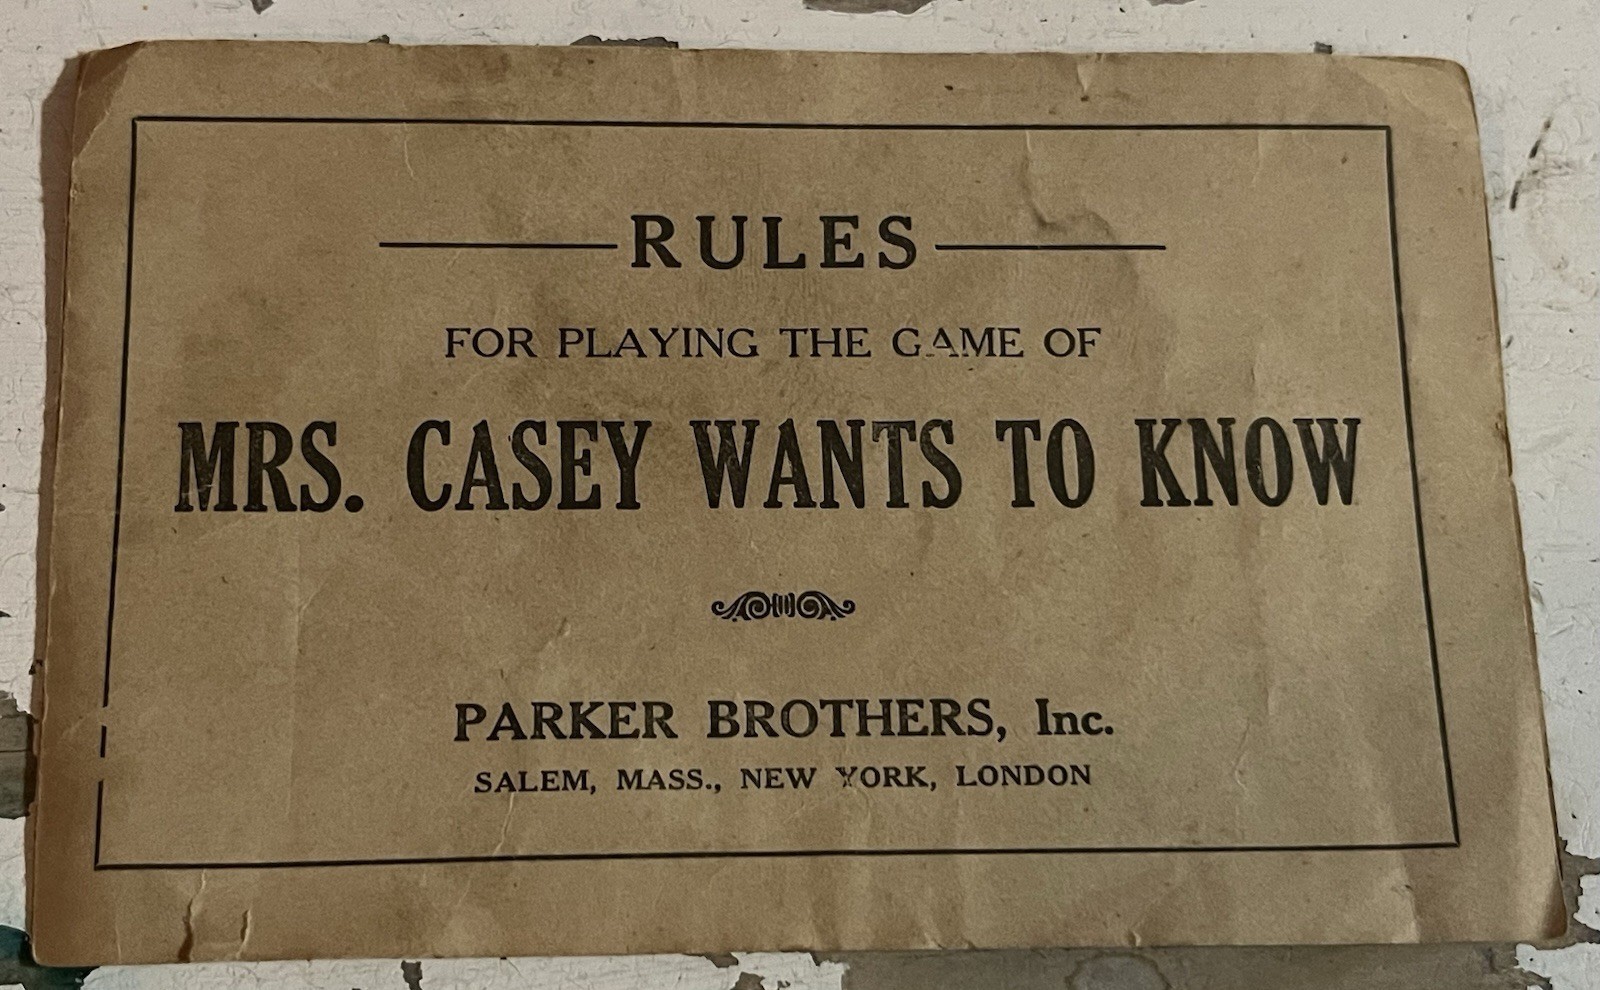 RULES
FOR PLAYING THE GAME OF
MRS. CASEY WANTS TO KNOW
PARKER BROTHERS, Inc.
SALEM, MASS., NEW YORK, LONDON